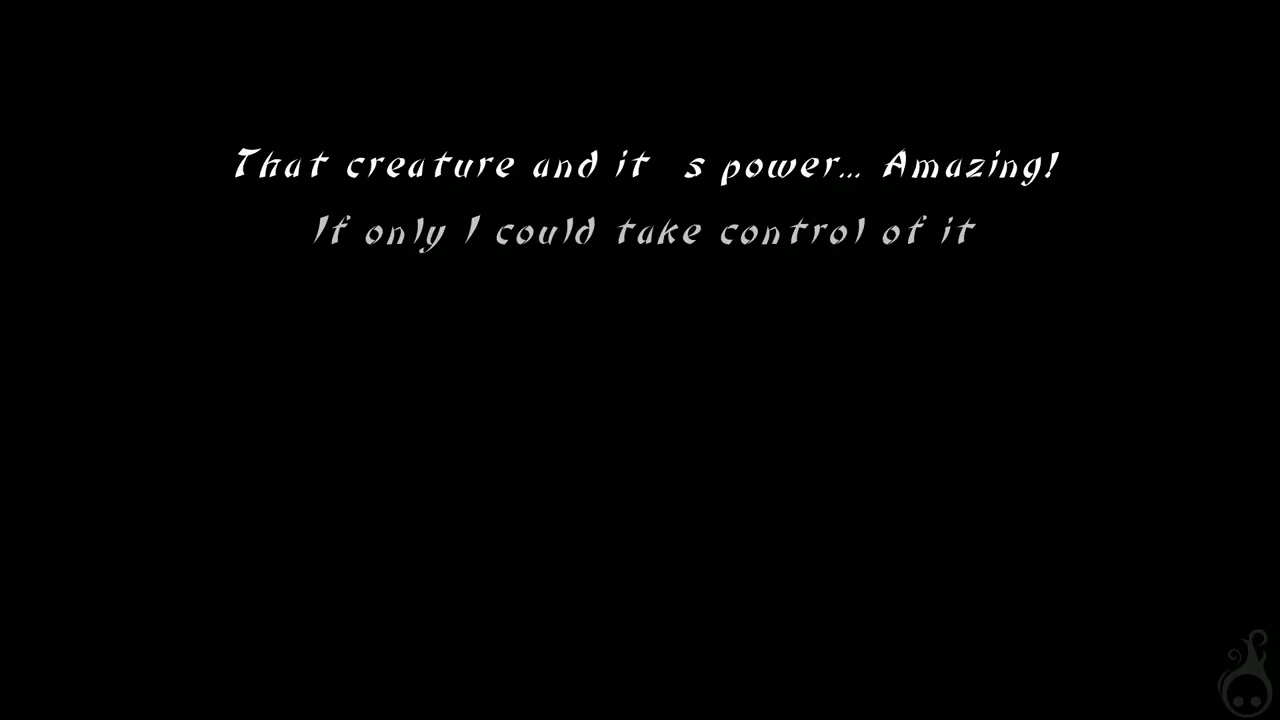 That creature and it s power... Amazing!
If only I could take control of it